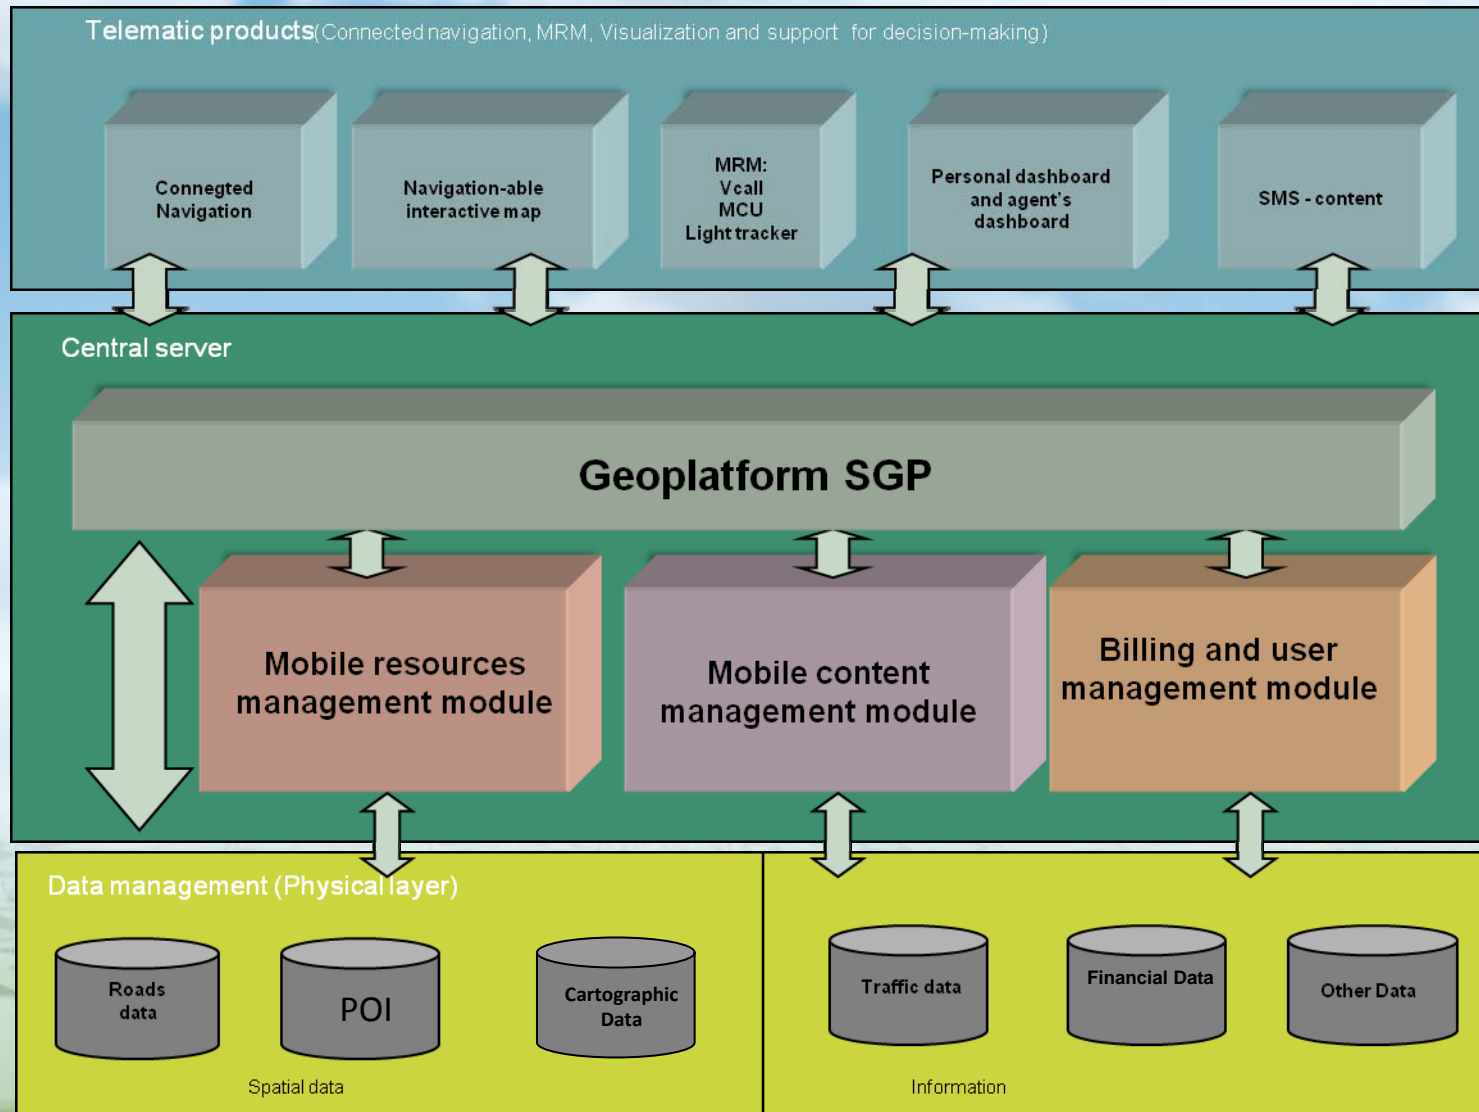 Telematic products(Connected navigation, MRM, Visualization and support for decision-making)
Connegted
Navigation
Navigation-able
interactive map
MRM:
Vcall
MCU
Light tracker
Personal dashboard
and agent's
dashboard
SMS - content
Central server
Geoplatform SGP
Mobile resources
management module
Mobile content
management module
Billing and user
management module
Data management (Physical layer)
Roads
data
POI
Cartographic
Data
Traffic data
Financial Data
Other Data
Spatial data
Information